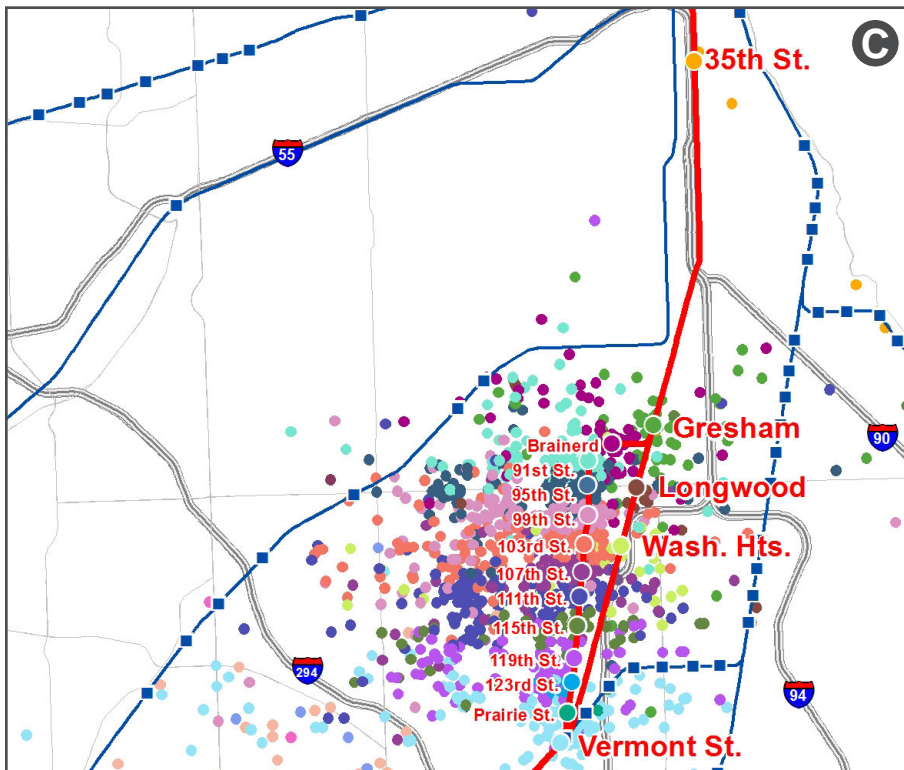 C
35th St.
55
Gresham
90
Brainerd
91st St.
95th St.
Longwood
99th St.
103rd St.
Wash. Hts.
107th St.
111th St.
115th St.
119th St.
294
123rd St.
94
Prairie St.
Vermont St.